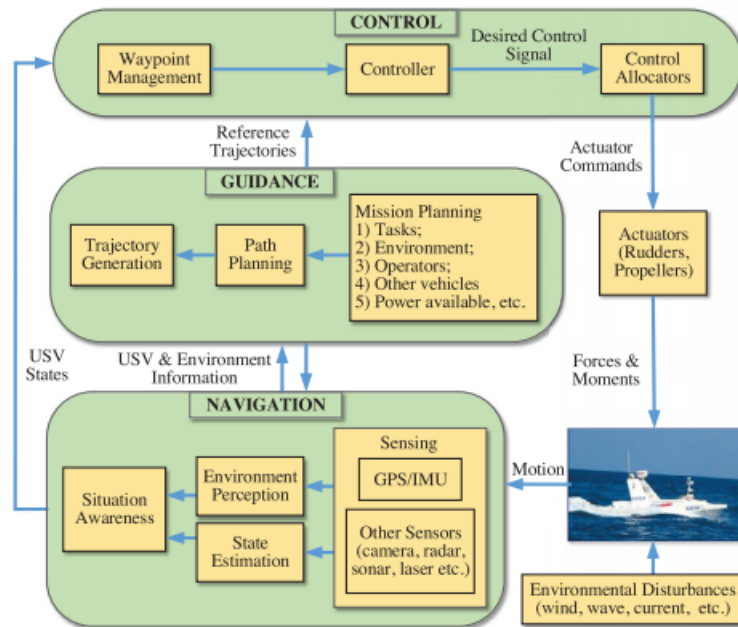 CONTROL
Waypoint
Management
Controller
Desired Control
Signal
Control
Allocators
Reference
Trajectories
Actuator
Commands
GUIDANCE
Trajectory
Generation
Path
Planning
Mission Planning
1) Tasks;
2) Environment;
3) Operators;
4) Other vehicles
5) Power available, etc.
Actuators
(Rudders,
Propellers)
USV
States
USV & Environment
Information
Forces &
Moments
NAVIGATION
Situation
Awareness
Environment
Perception
State
Estimation
Sensing
GPS/IMU
Other Sensors
(camera, radar,
sonar, laser etc.)
Motion
Environmental Disturbances
(wind, wave, current, etc.)